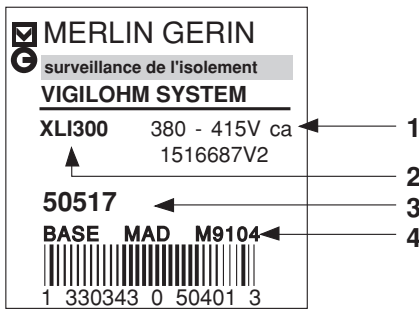 MERLIN GERIN
surveillance de l'isolement
VIGILOHM SYSTEM
XLI300 380 - 415V ca 1
1516687V2
2
50517 3
BASE MAD M9104 4
1 330343 0 50401 3